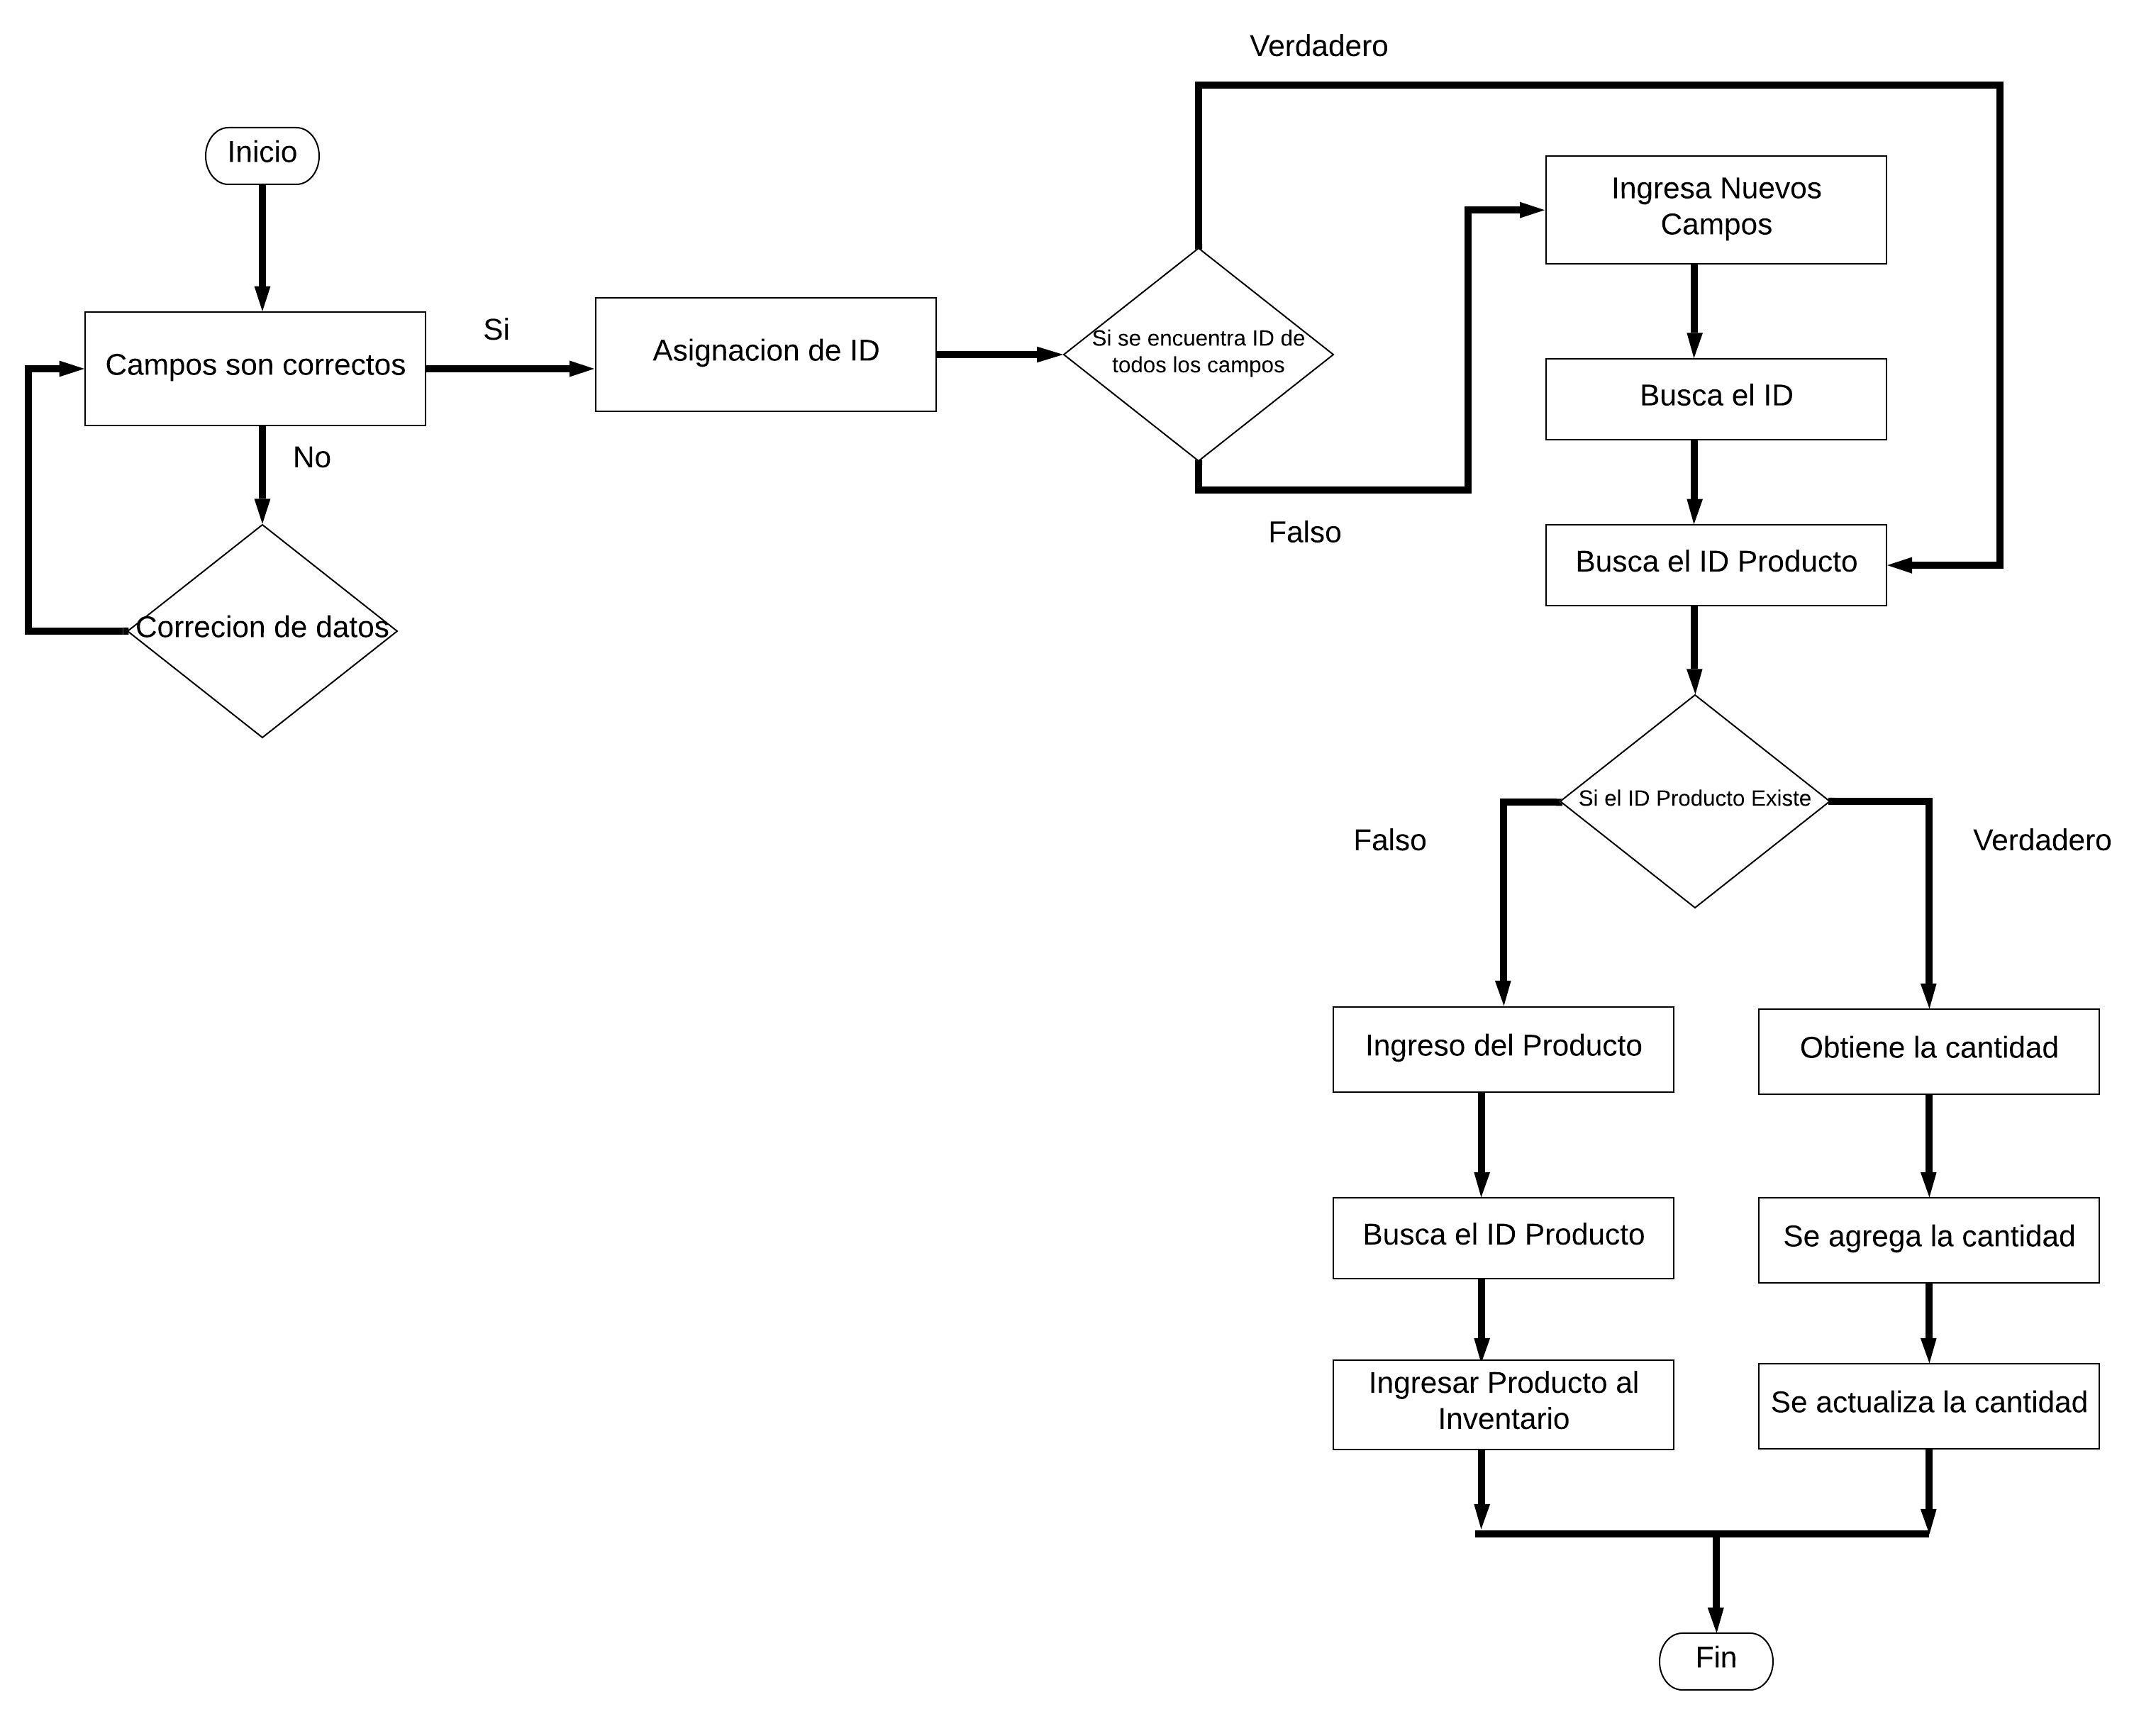 Verdadero
Inicio
Ingresa Nuevos
Campos
Si
Asignacion de ID
Si se encuentra ID de
todos los campos
Campos son correctos
Busca el ID
No
Falso
Busca el ID Producto
Correcion de datos
Si el ID Producto Existe
Falso
Verdadero
Ingreso del Producto
Obtiene la cantidad
Busca el ID Producto
Se agrega la cantidad
Ingresar Producto al
Inventario
Se actualiza la cantidad
Fin